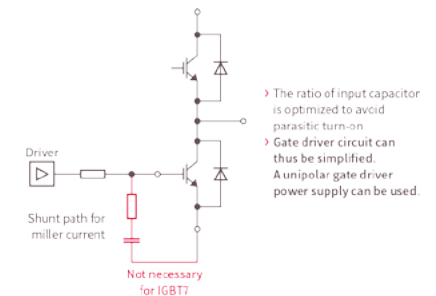 › The ratio of input capacitor
is optimized to avoid
parasitic turn-on
› Gate driver circuit can
thus be simplified.
A unipolar gate driver
power supply can be used.
Driver
Shunt path for
miller current
Not necessary
for IGBT7